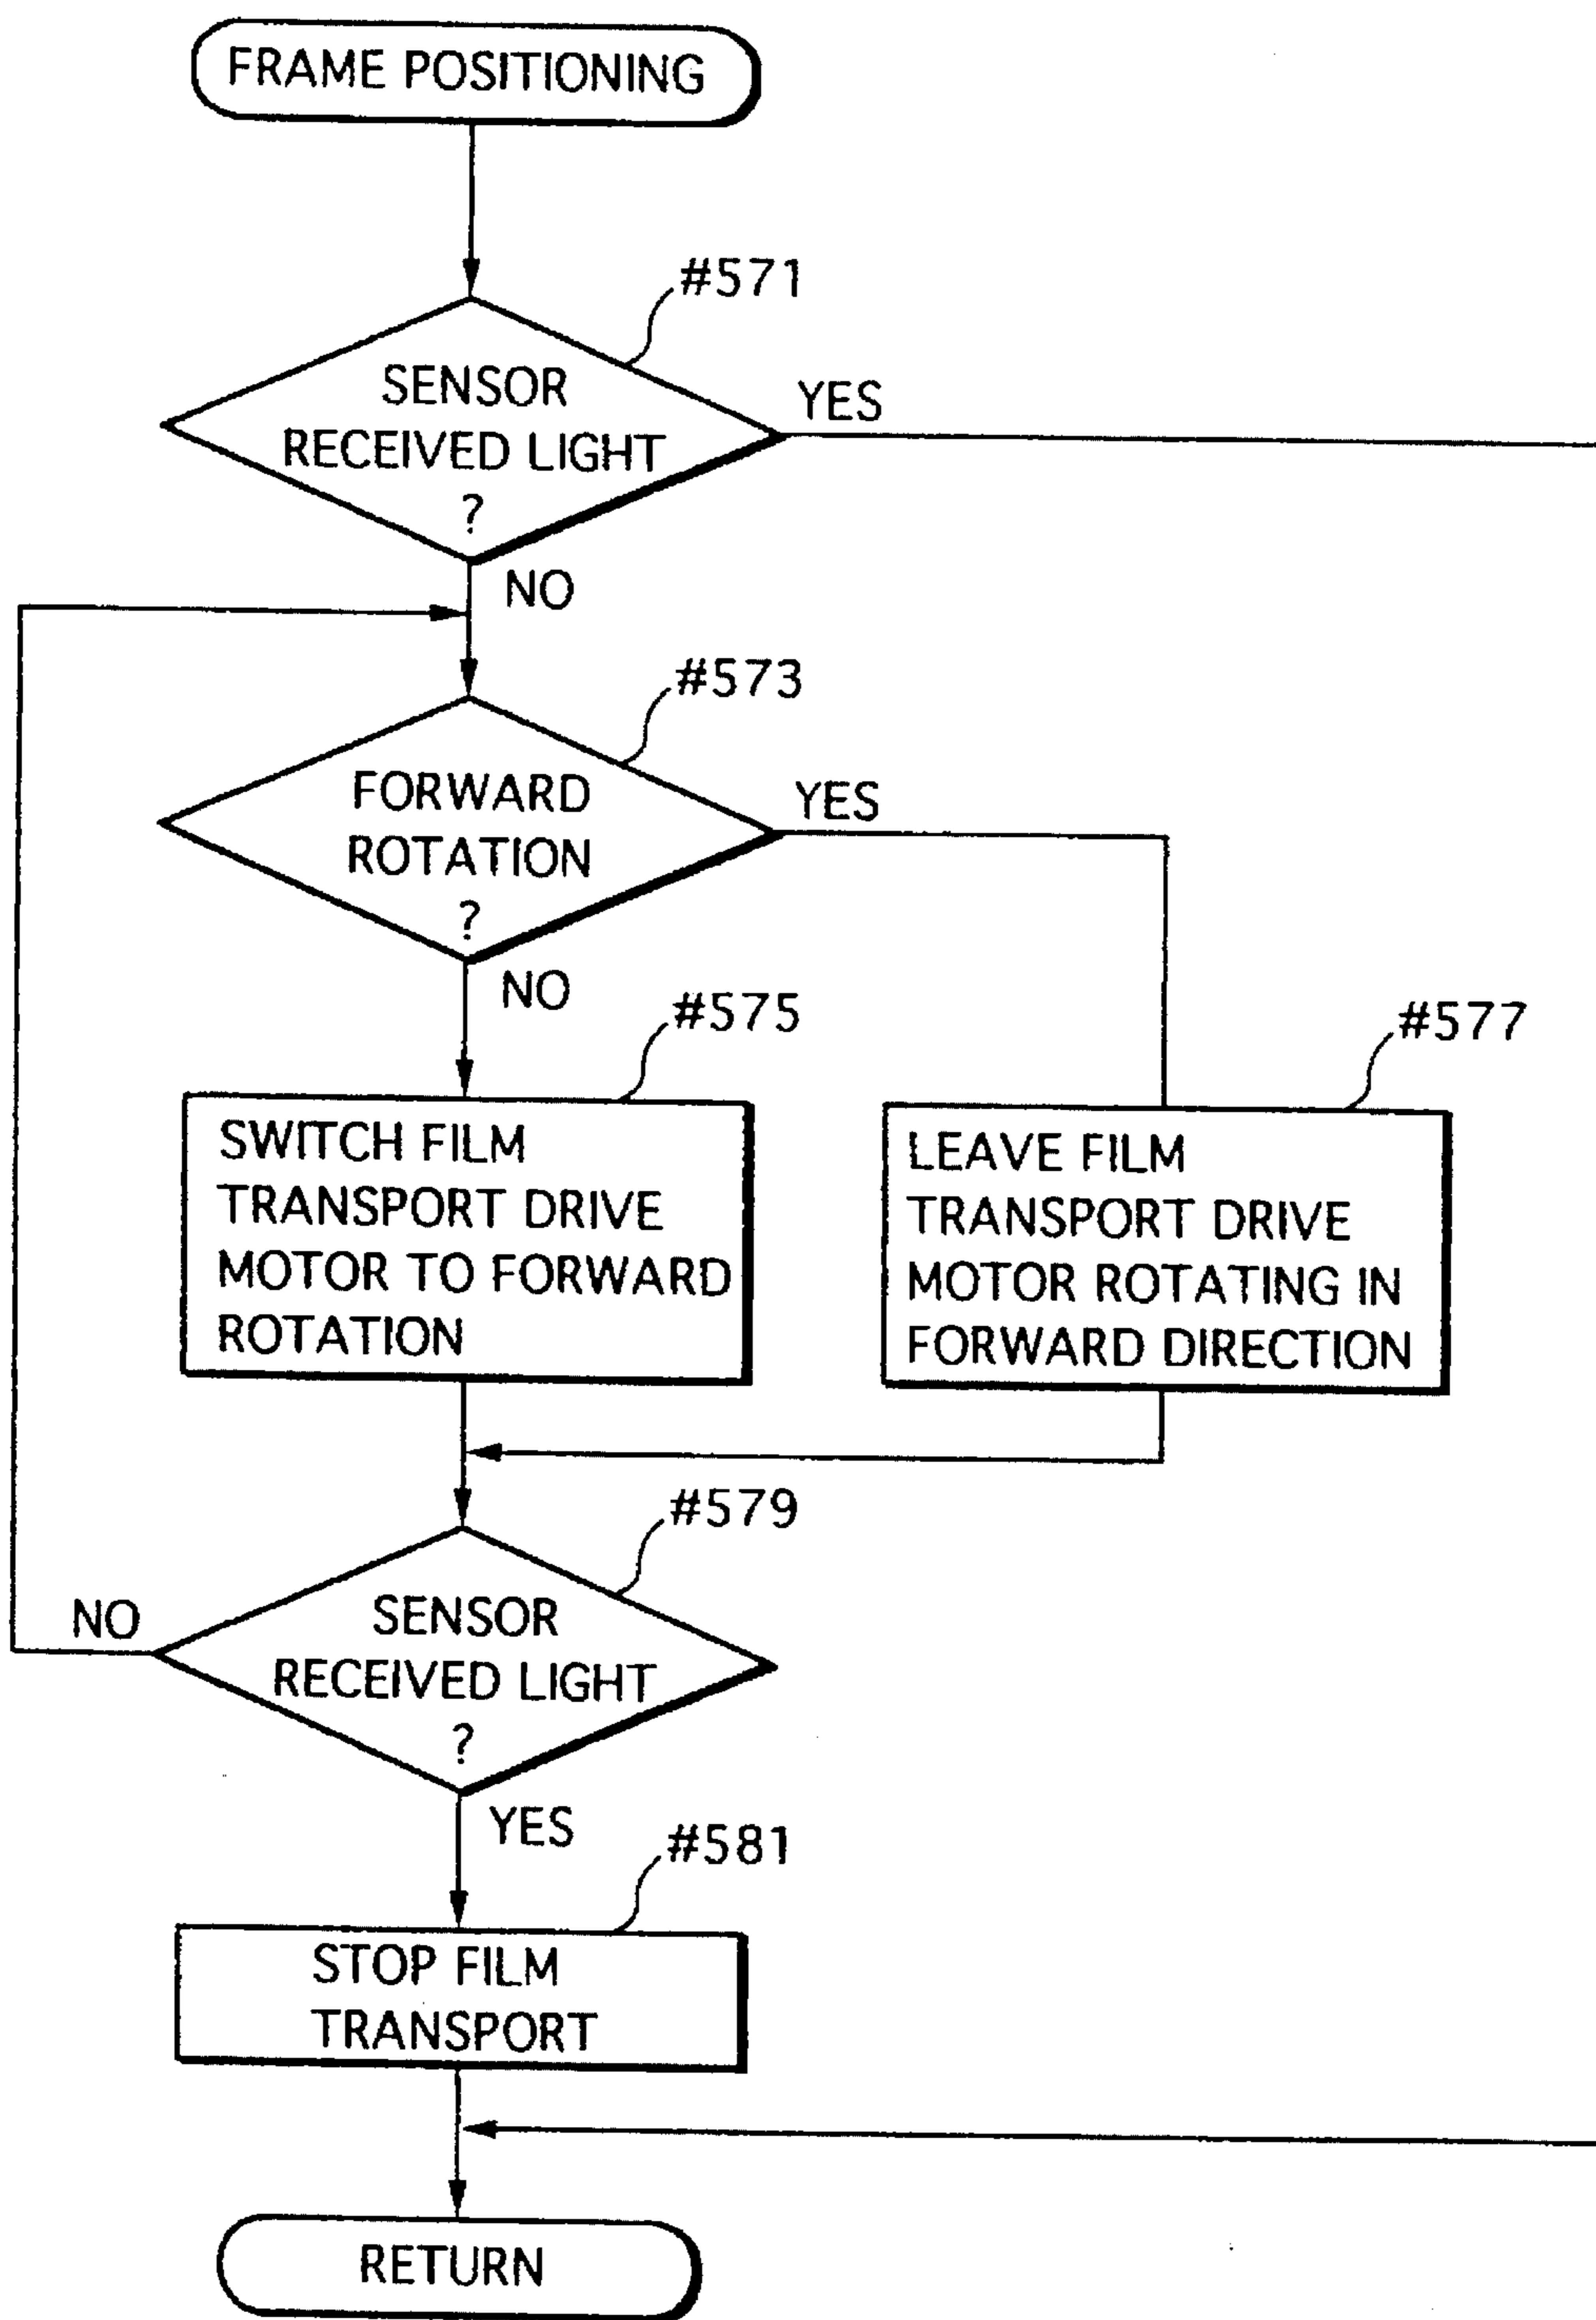 FRAME POSITIONING
#571
SENSOR
RECEIVED LIGHT
?
YES
NO
#573
FORWARD
ROTATION
?
YES
NO
#575
SWITCH FILM
TRANSPORT DRIVE
MOTOR TO FORWARD
ROTATION
#577
LEAVE FILM
TRANSPORT DRIVE
MOTOR ROTATING IN
FORWARD DIRECTION
#579
SENSOR
RECEIVED LIGHT
?
NO
YES
#581
STOP FILM
TRANSPORT
RETURN